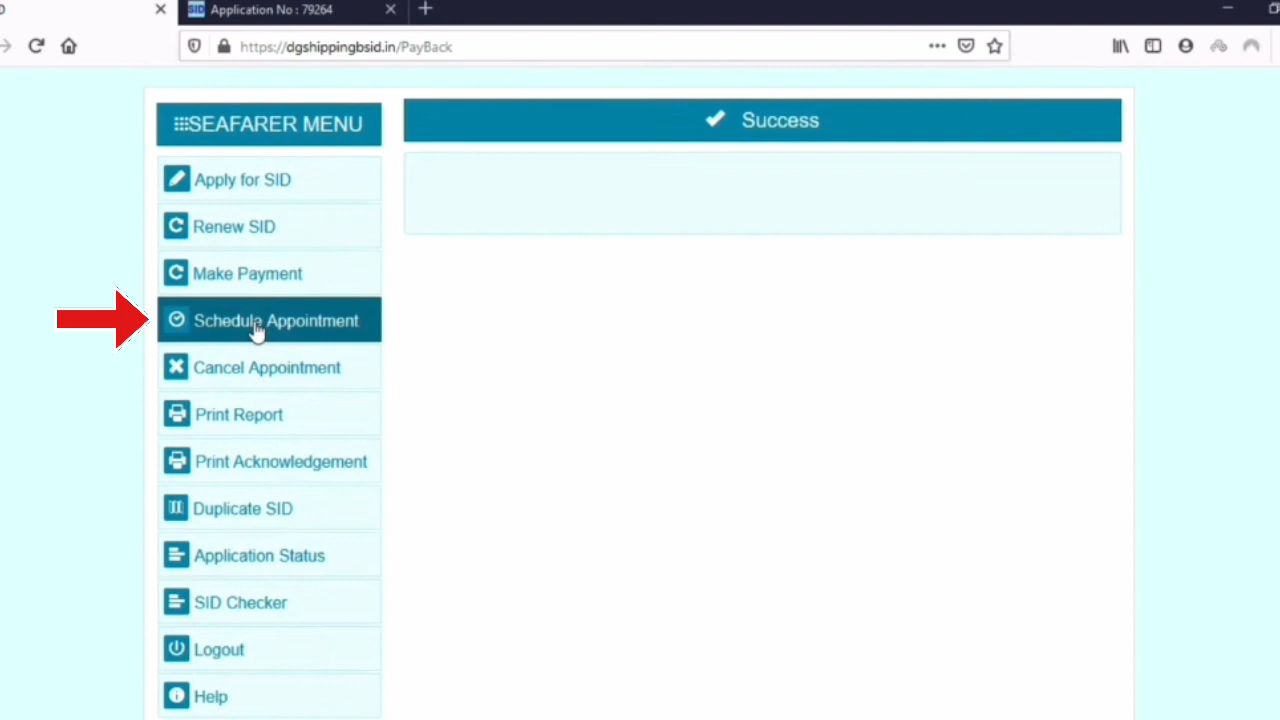 D
SID Application No : 79264
https://dgshippingbsid.in/PayBack
SEAFARER MENU
Success
Apply for SID
Renew SID
Make Payment
Schedule Appointment
Cancel Appointment
Print Report
Print Acknowledgement
Duplicate SID
Application Status
SID Checker
Logout
Help